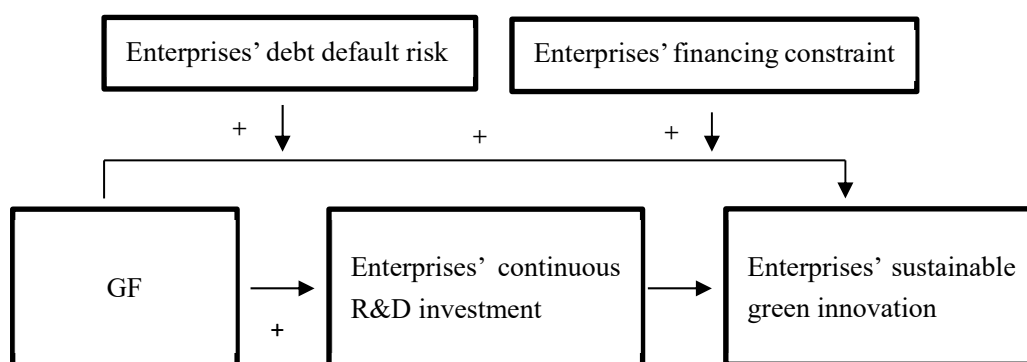 Enterprises’ debt default risk
Enterprises’ financing constraint
+
+
+
GF
Enterprises’ continuous
R&D investment
Enterprises’ sustainable
green innovation
+